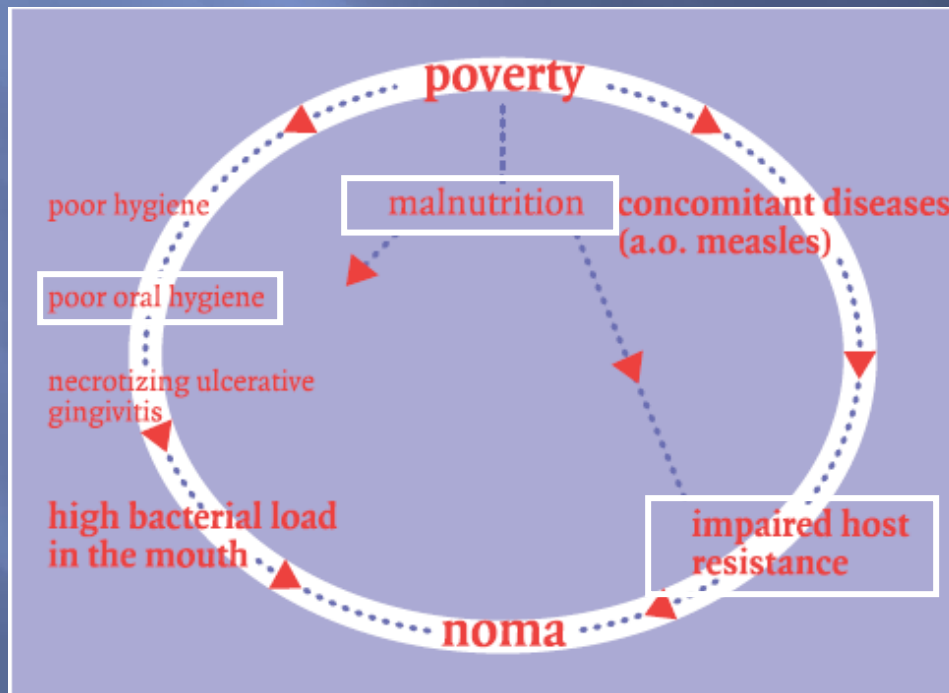 poverty
poor hygiene
malnutrition
concomitant diseases
(a.o. measles)
poor oral hygiene
necrotizing ulcerative
gingivitis
high bacterial load
in the mouth
impaired host
resistance
noma